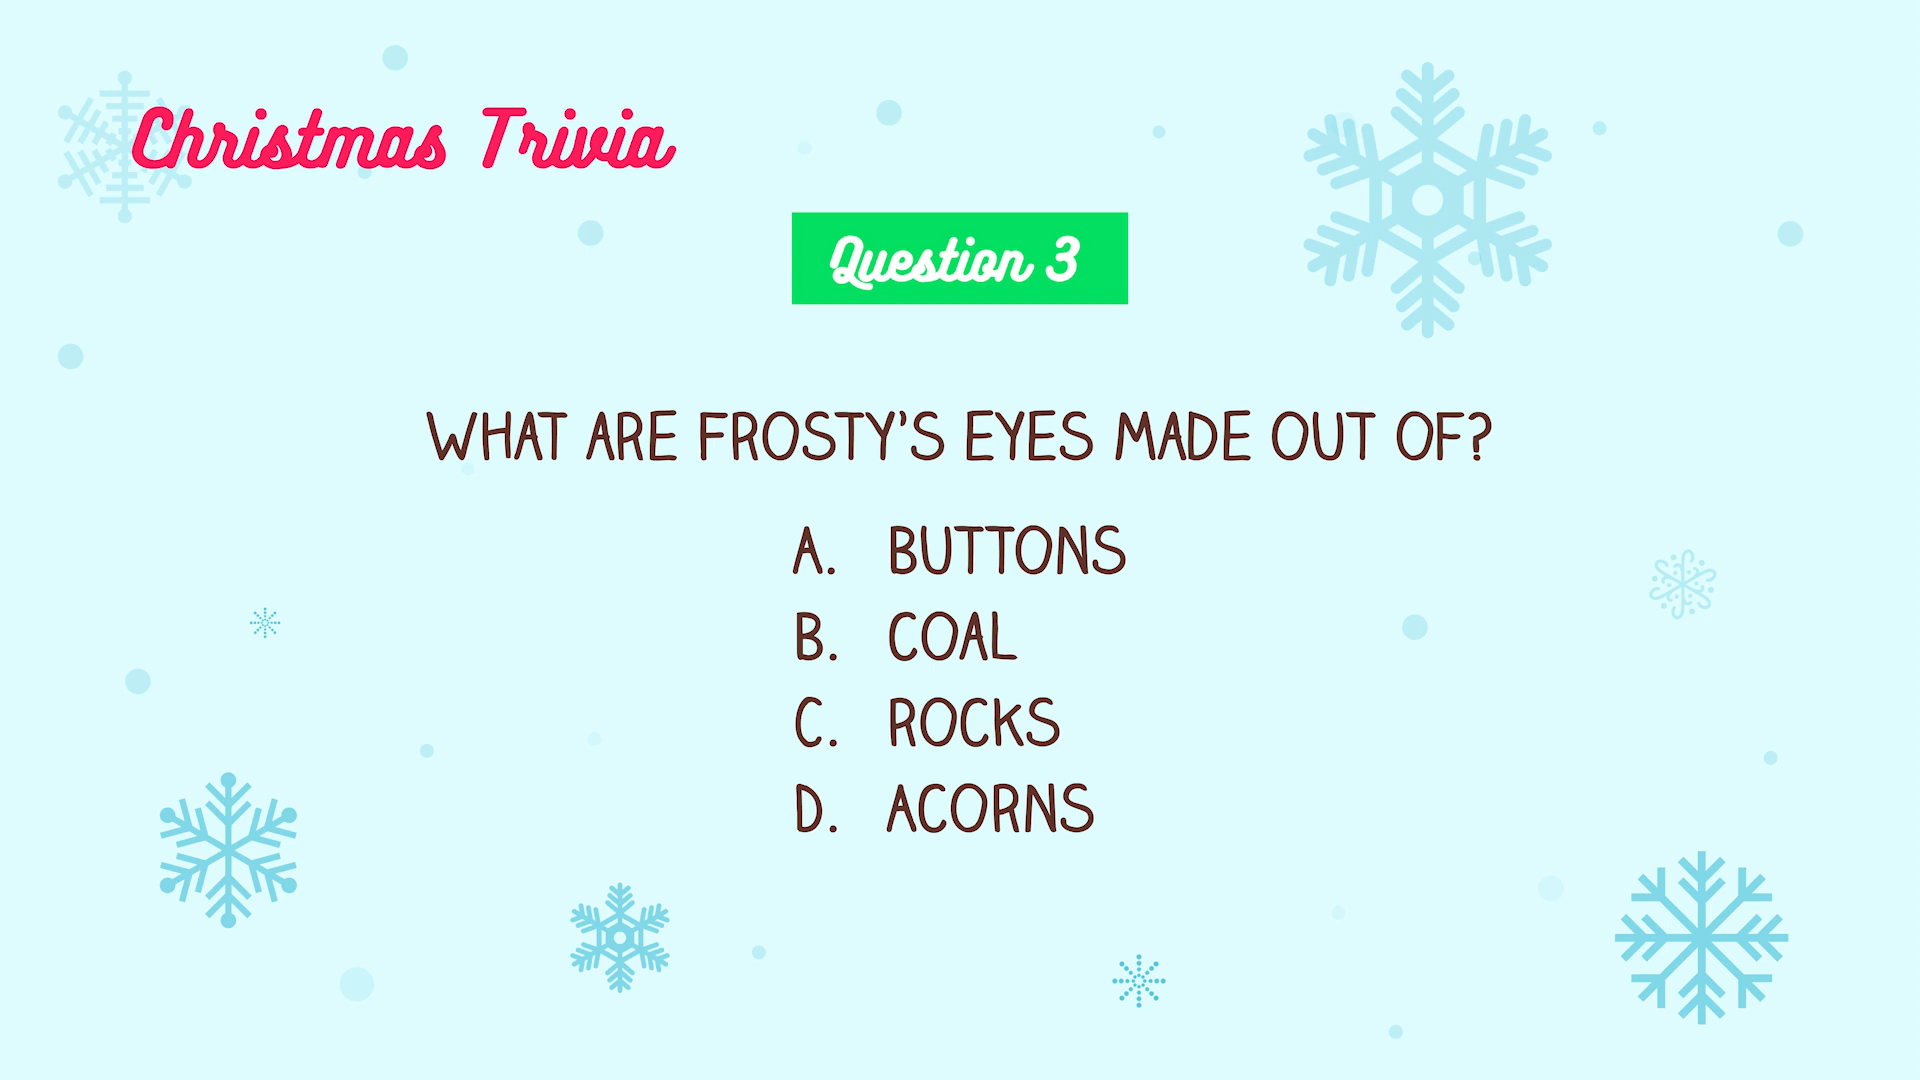 Christmas Trivia
Question 3
WHAT ARE FROSTY'S EYES MADE OUT OF?
A. BUTTONS
B. COAL
C. ROCKS
D. ACORNS